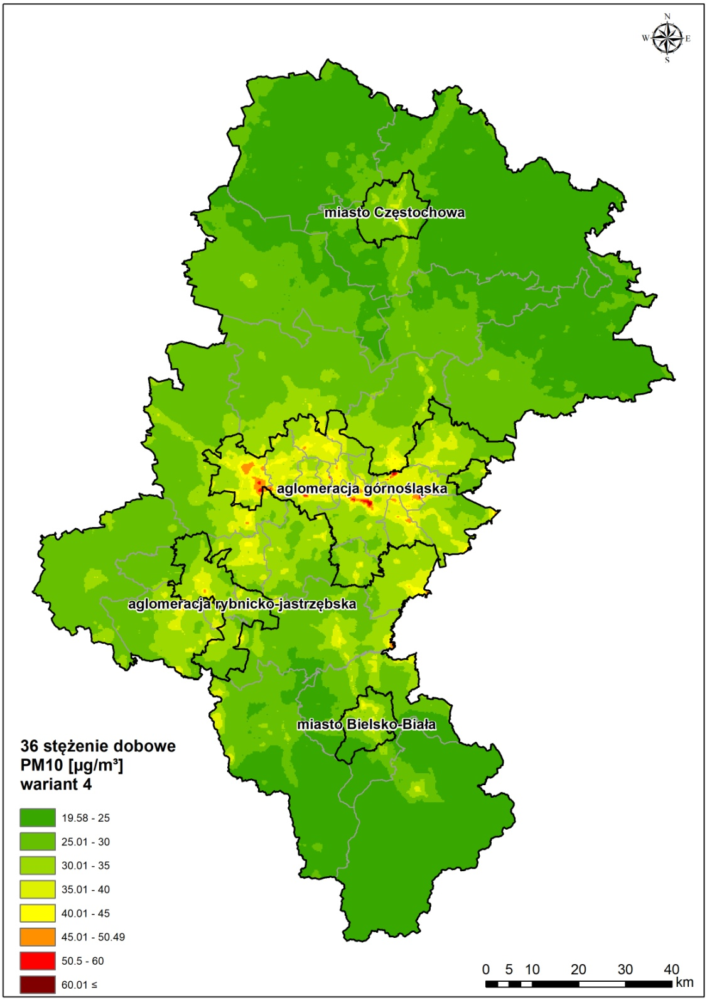 N
W E
S
miasto Częstochowa
aglomeracja górnośląska
aglomeracja rybnicko-jastrzębska
miasto Bielsko-Biała
36 stężenie dobowe
PM10 [µg/m³]
wariant 4
19.58 - 25
25.01 - 30
30.01 - 35
35.01 - 40
40.01 - 45
45.01 - 50.49
50.5 - 60
60.01 ≤
0 5 10 20 30 40
km